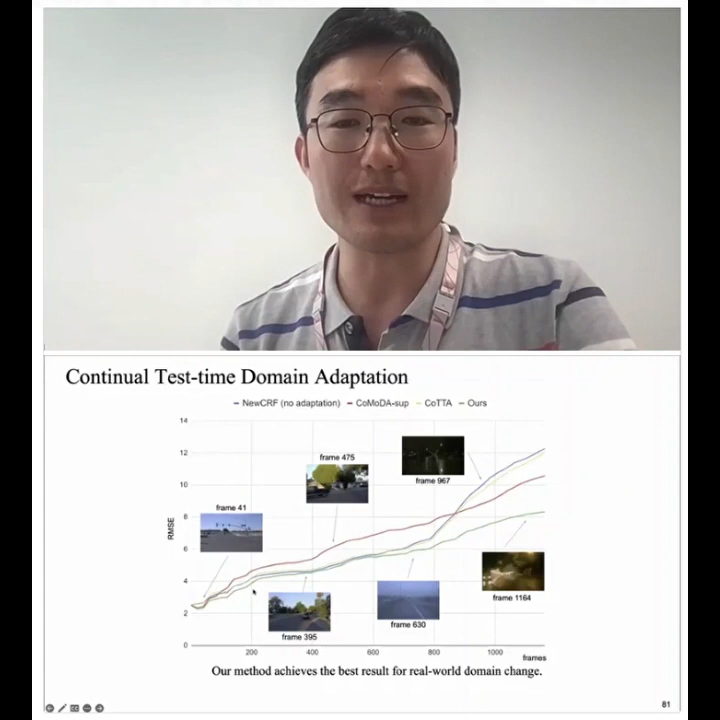 Continual Test-time Domain Adaptation
NewCRF (no adaptation) CoMoDA-sup CoTTA Ours
14
12
10
8
6
4
2
0
RMSE
frame 475
frame 967
frame 41
frame 1164
frame 630
frame 395
200 400 600 800 1000
frames
Our method achieves the best result for real-world domain change.
81